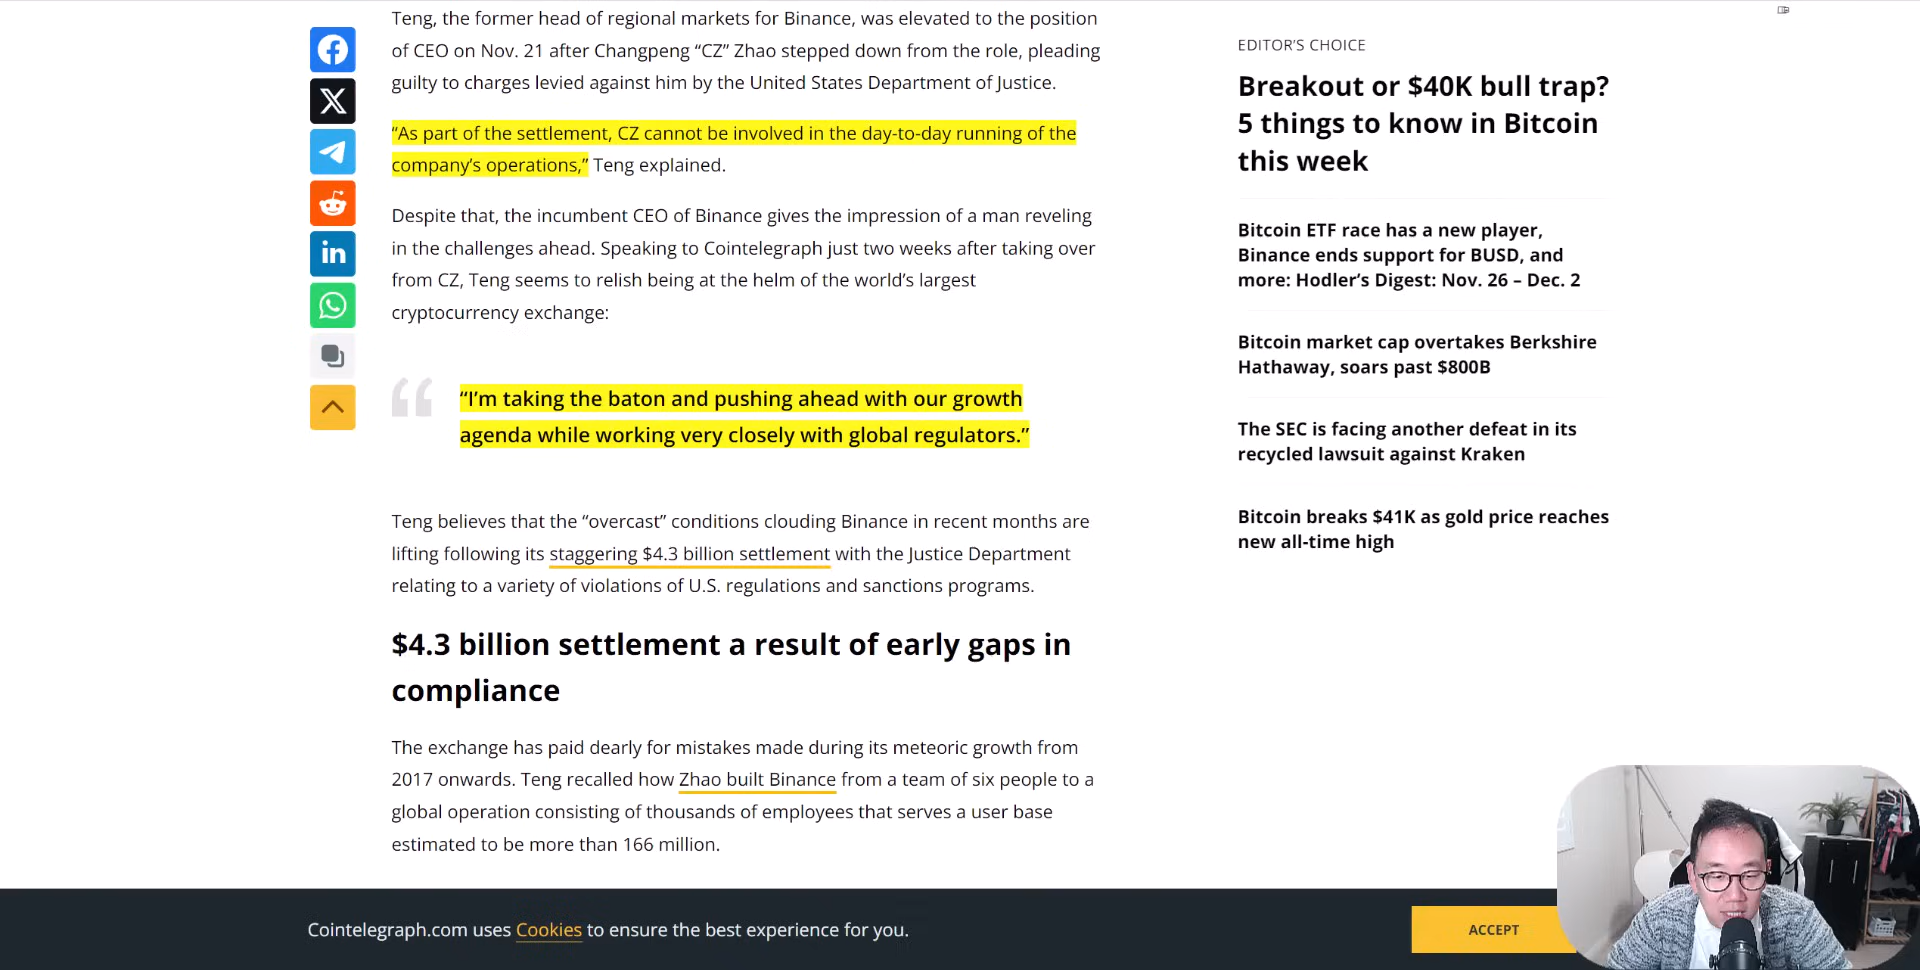 Teng, the former head of regional markets for Binance, was elevated to the position
of CEO on Nov. 21 after Changpeng “CZ” Zhao stepped down from the role, pleading
guilty to charges levied against him by the United States Department of Justice.
“As part of the settlement, CZ cannot be involved in the day-to-day running of the
company’s operations,” Teng explained.
Despite that, the incumbent CEO of Binance gives the impression of a man reveling
in the challenges ahead. Speaking to Cointelegraph just two weeks after taking over
from CZ, Teng seems to relish being at the helm of the world’s largest
cryptocurrency exchange:
“I’m taking the baton and pushing ahead with our growth
agenda while working very closely with global regulators.”
Teng believes that the “overcast” conditions clouding Binance in recent months are
lifting following its staggering $4.3 billion settlement with the Justice Department
relating to a variety of violations of U.S. regulations and sanctions programs.
$4.3 billion settlement a result of early gaps in
compliance
The exchange has paid dearly for mistakes made during its meteoric growth from
2017 onwards. Teng recalled how Zhao built Binance from a team of six people to a
global operation consisting of thousands of employees that serves a user base
estimated to be more than 166 million.
EDITOR’S CHOICE
Breakout or $40K bull trap?
5 things to know in Bitcoin
this week
Bitcoin ETF race has a new player,
Binance ends support for BUSD, and
more: Hodler’s Digest: Nov. 26 – Dec. 2
Bitcoin market cap overtakes Berkshire
Hathaway, soars past $800B
The SEC is facing another defeat in its
recycled lawsuit against Kraken
Bitcoin breaks $41K as gold price reaches
new all-time high
Cointelegraph.com uses Cookies to ensure the best experience for you.
ACCEPT